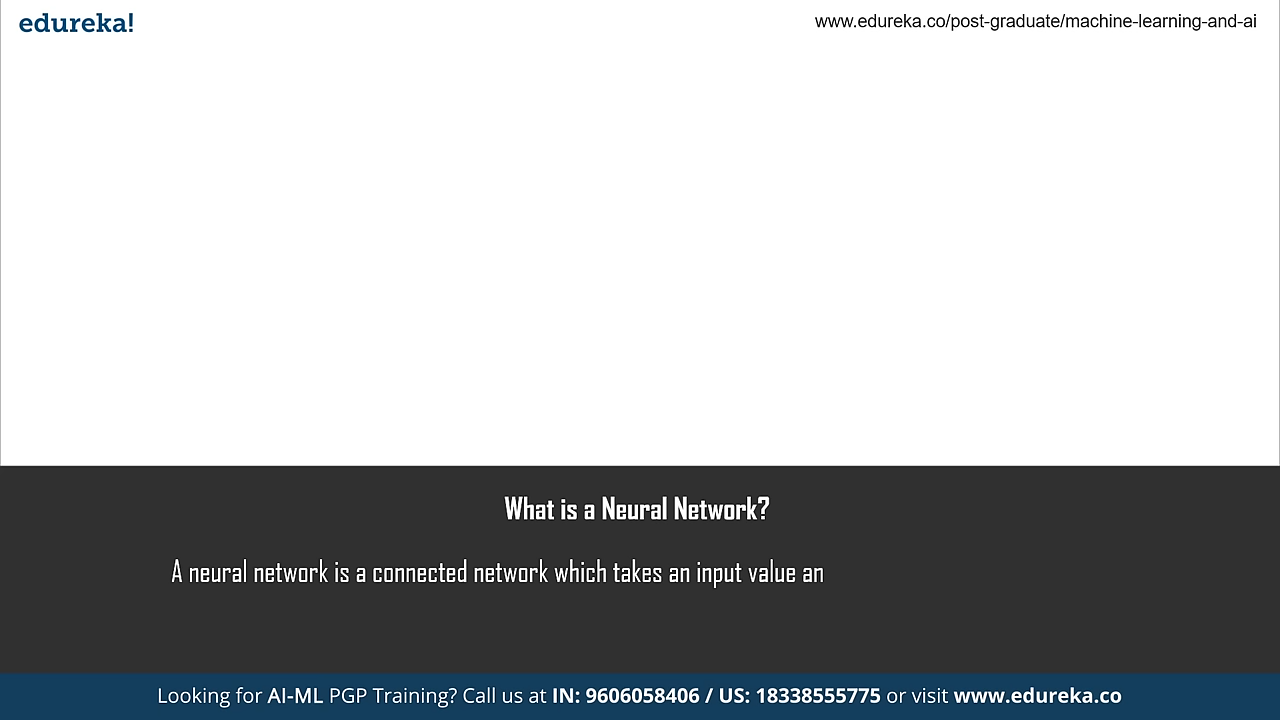 edureka!
www.edureka.co/post-graduate/machine-learning-and-ai
What is a Neural Network?
A neural network is a connected network which takes an input value an
Looking for AI-ML PGP Training? Call us at IN: 9606058406 / US: 18338555775 or visit www.edureka.co